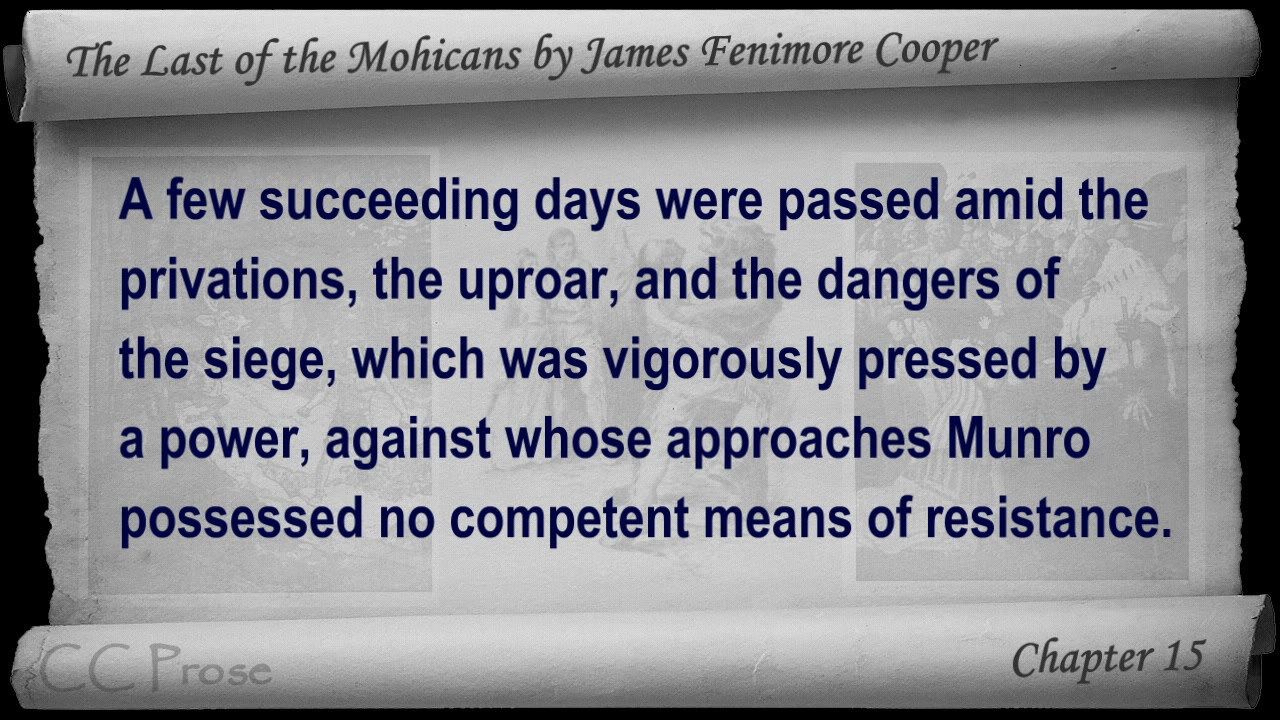 The Last of the Mohicans by James Fenimore Cooper
A few succeeding days were passed amid the
privations, the uproar, and the dangers of
the siege, which was vigorously pressed by
a power, against whose approaches Munro
possessed no competent means of resistance.
CC Prose
Chapter 15